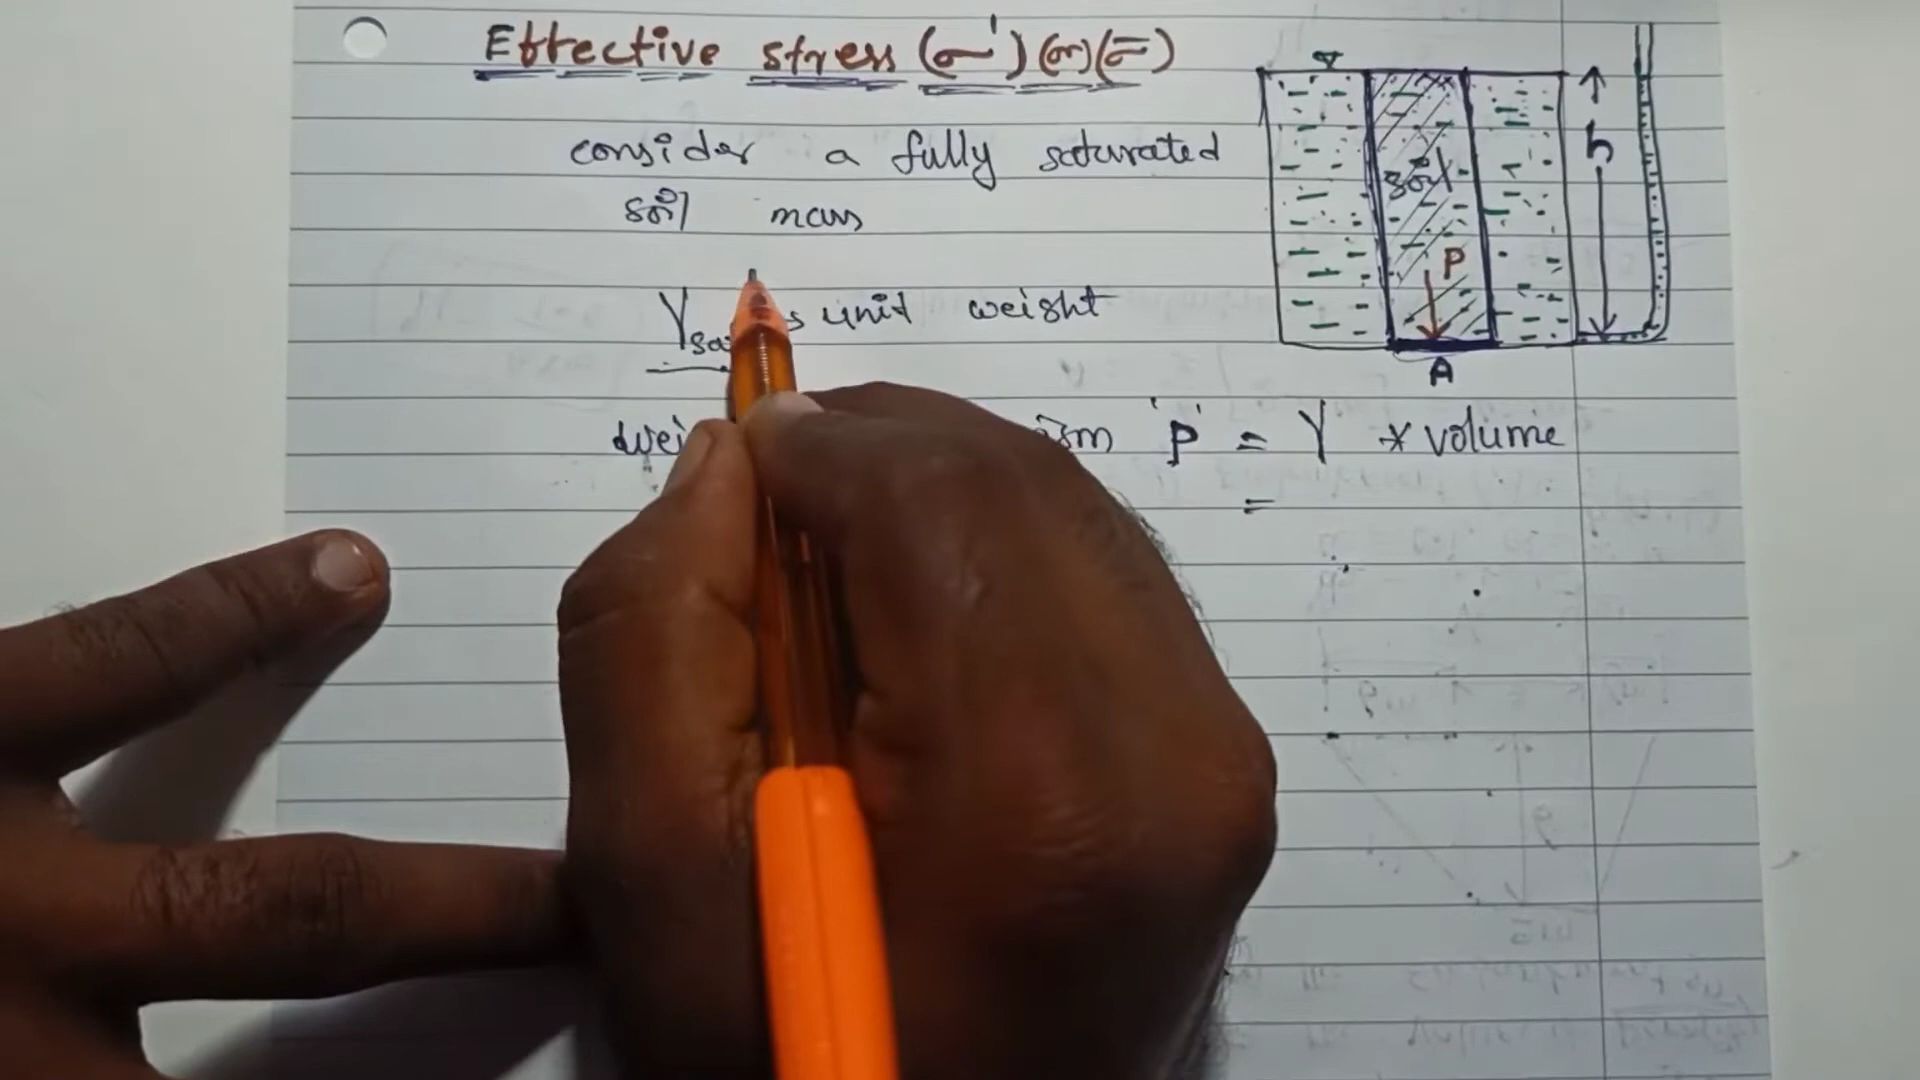 Effective stress (σ') (or) (σ̅)
consider a fully saturated
soil mass
γ unit weight
'P' = γ * volume
=
soil
P
h
A